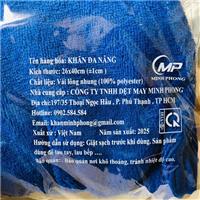 Tên hàng hóa: KHĂN ĐA NĂNG
Kích thước: 26x40cm (±1cm)
Chất liệu: Vải lông nhung (100% polyester)
Nhà cung cấp: CÔNG TY TNHH DỆT MAY MINH PHONG
Địa chỉ: 197/35 Thoại Ngọc Hầu, P. Phú Thạnh, TP HCM
Hotline: 0902.584.584
Email: khanminhphong@gmail.com
Xuất xứ: Việt Nam Năm sản xuất: 2025
Hướng dẫn sử dụng: Giặt sạch trước khi dùng. Sản phẩm
dùng để lau tay, lau bếp...
Bảo quản nơi khô thoáng, tránh nhiệt độ cao.
MP
MINH PHONG